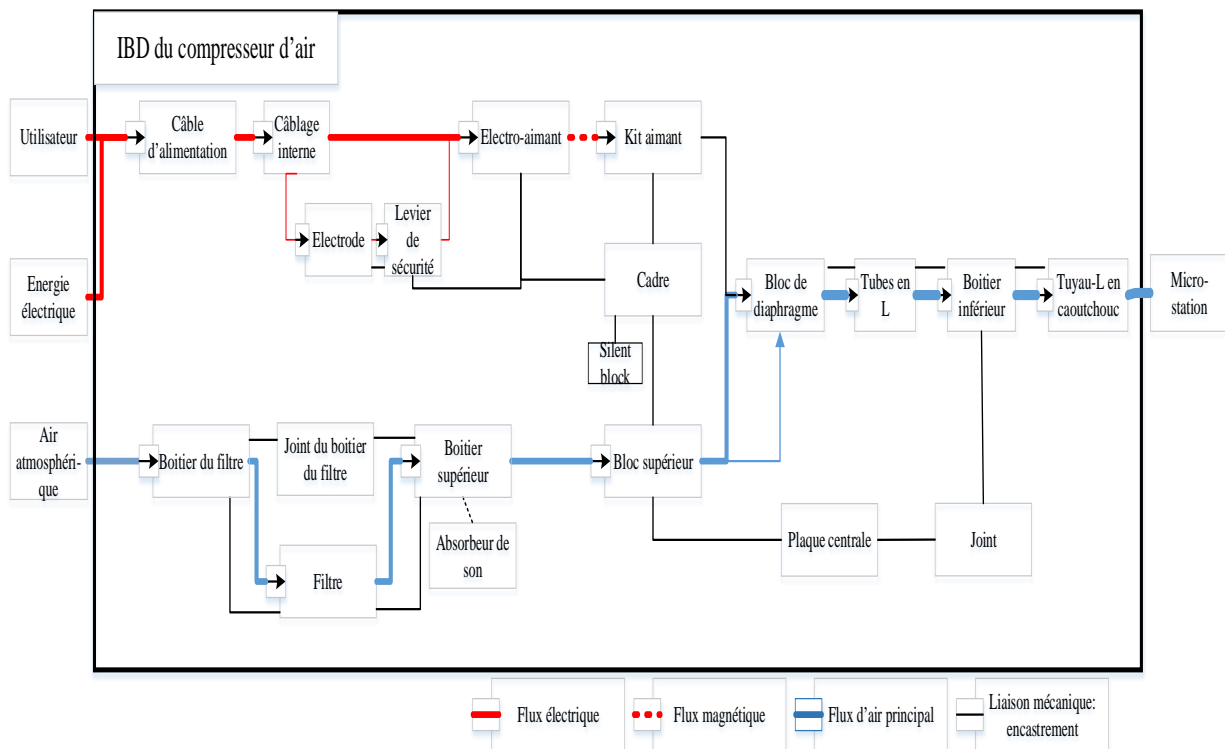 IBD du compresseur d’air
Utilisateur
Câble
d’alimentation
Câblage
interne
Electro-aimant
Kit aimant
Electrode
Levier
de
sécurité
Energie
électrique
Cadre
Bloc de
diaphragme
Tubes en
L
Boitier
inférieur
Tuyau-L en
caoutchouc
Micro-
station
Silent
block
Air
atmosphéri-
que
Boitier du filtre
Joint du boitier
du filtre
Boitier
supérieur
Bloc supérieur
Absorbeur de
son
Filtre
Plaque centrale
Joint
Flux électrique
Flux magnétique
Flux d’air principal
Liaison mécanique:
encastrement